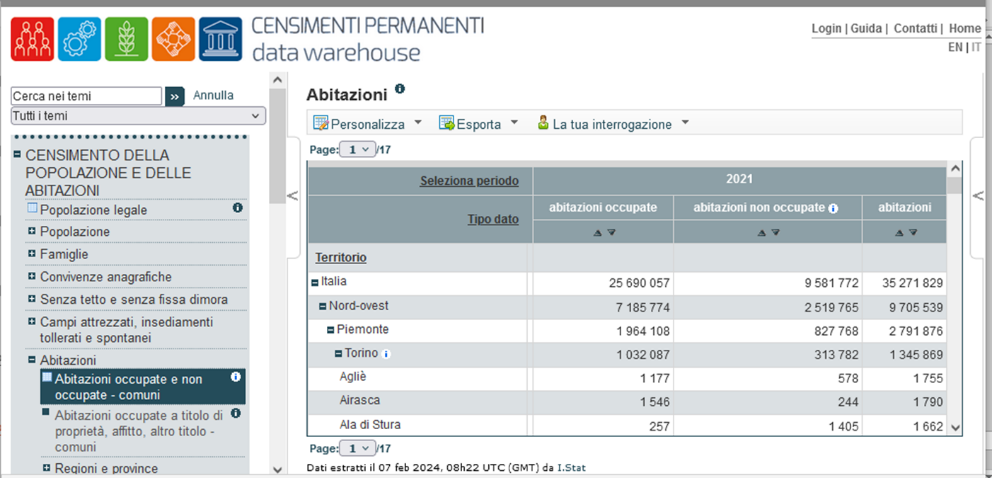 CENSIMENTI PERMANENTI
data warehouse
Login | Guida | Contatti | Home
EN | IT
Cerca nei temi » Annulla
Tutti i temi
CENSIMENTO DELLA
POPOLAZIONE E DELLE
ABITAZIONI
Popolazione legale
Popolazione
Famiglie
Convivenze anagrafiche
Senza tetto e senza fissa dimora
Campi attrezzati, insediamenti
tollerati e spontanei
Abitazioni
Abitazioni occupate e non
occupate - comuni
Abitazioni occupate a titolo di
proprietà, affitto, altro titolo -
comuni
Regioni e province
Abitazioni
Personalizza Esporta La tua interrogazione
Page: 1 /17
Seleziona periodo 2021
Tipo dato abitazioni occupate abitazioni non occupate abitazioni
Territorio
Italia 25 690 057 9 581 772 35 271 829
Nord-ovest 7 185 774 2 519 765 9 705 539
Piemonte 1 964 108 827 768 2 791 876
Torino 1 032 087 313 782 1 345 869
Agliè 1 177 578 1 755
Airasca 1 546 244 1 790
Ala di Stura 257 1 405 1 662
Page: 1 /17
Dati estratti il 07 feb 2024, 08h22 UTC (GMT) da I.Stat